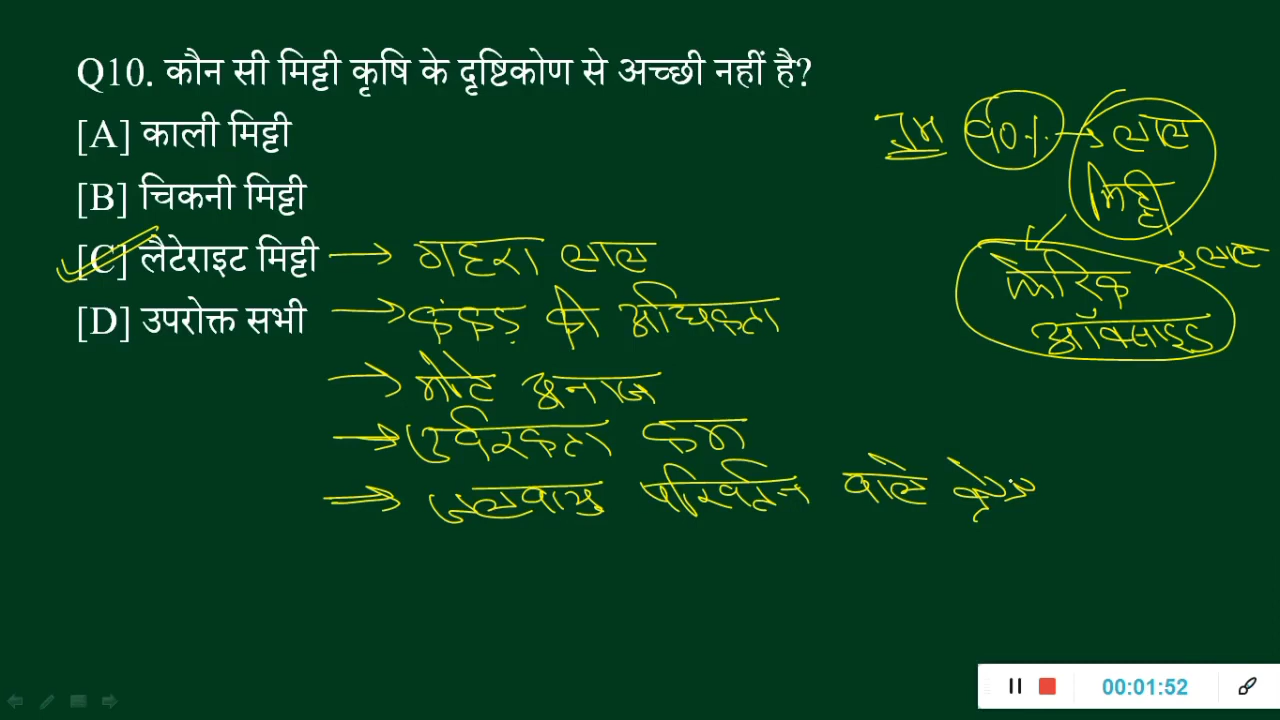 Q10. कौन सी मिट्टी कृषि के दृष्टिकोण से अच्छी नहीं है?
[A] काली मिट्टी
[B] चिकनी मिट्टी
[C] लैटेराइट मिट्टी → गहरा लाल
[D] उपरोक्त सभी → कंकड़ की अधिकता
→ मोटे अनाज
→ उर्वरकता कम
→ जलवायु परिवर्तन वाले क्षेत्र
90% → लाल
मिट्टी
फेरिक → लाल
ऑक्साइड
00:01:52